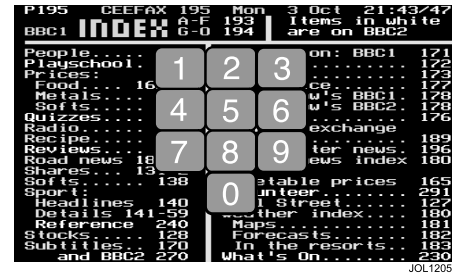 P195 CEEFAX 195 Mon 3 Oct 21:43/47
BBC1 INDEX A-F 193 Items in white
G-O 194 are on BBC2
People..... on: BBC1 171
Playschool. 172
Prices: 173
Food.... 16 ce.... 177
Metals.... w's BBC1. 178
Softs..... w's BBC2. 178
Quizzes.... 176
Radio..... exchange
Recipe.... 189
Reviews... ter news 196
Road news 18 ews index 180
Shares... 13
Softs..... 138 table prices 165
Sport: unteer....... 291
Headlines 140 Street.... 127
Details 141-59 ther index.... 180
Reference 240 Maps....... 181
Stocks.... 128 Forecasts.... 182
Subtitles.. 170 In the resorts.. 183
and BBC2 270 What's On..... 230
1 2 3
4 5 6
7 8 9
0
JOL1205